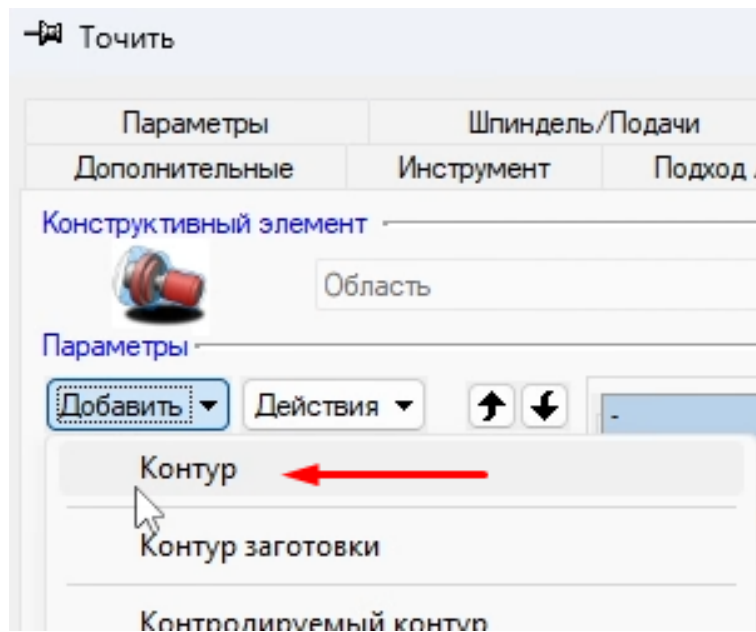 Точить
Параметры Шпиндель/Подачи
Дополнительные Инструмент Подход
Конструктивный элемент
Область
Параметры
Добавить Действия -
Контур
Контур заготовки
Контролируемый контур